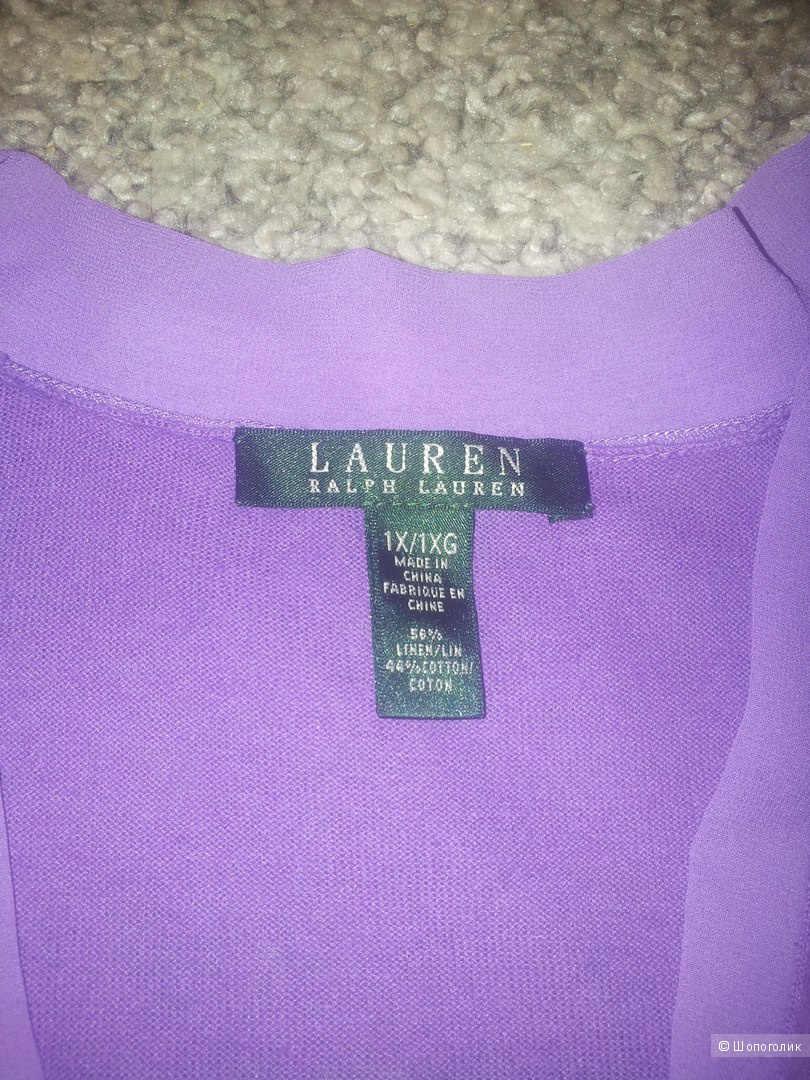 LAUREN
RALPH LAUREN
1X/1XG
MADE IN
CHINA
FABRIQUE EN
CHINE
56%
LINEN/LIN
44%COTTON/
COTON
© Шопоголик